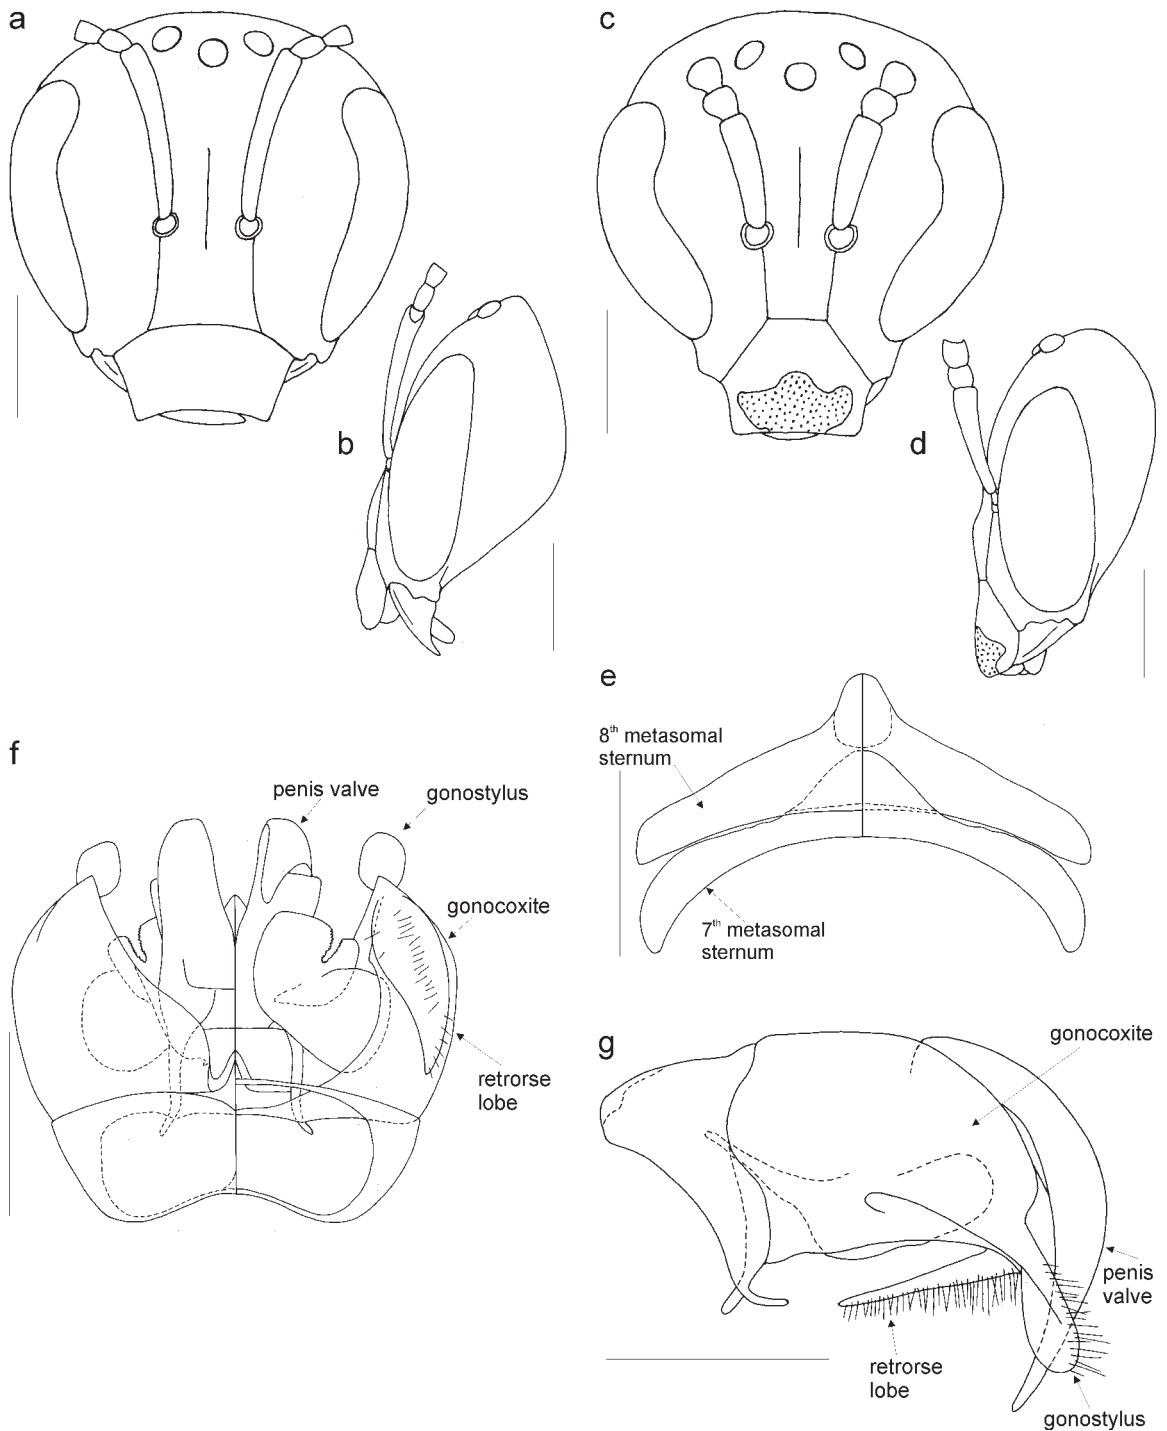 a
c
b
d
e
8th metasomal
sternum
7th metasomal
sternum
f
penis valve
gonostylus
gonocoxite
retrorse
lobe
g
gonocoxite
penis
valve
retrorse
lobe
gonostylus